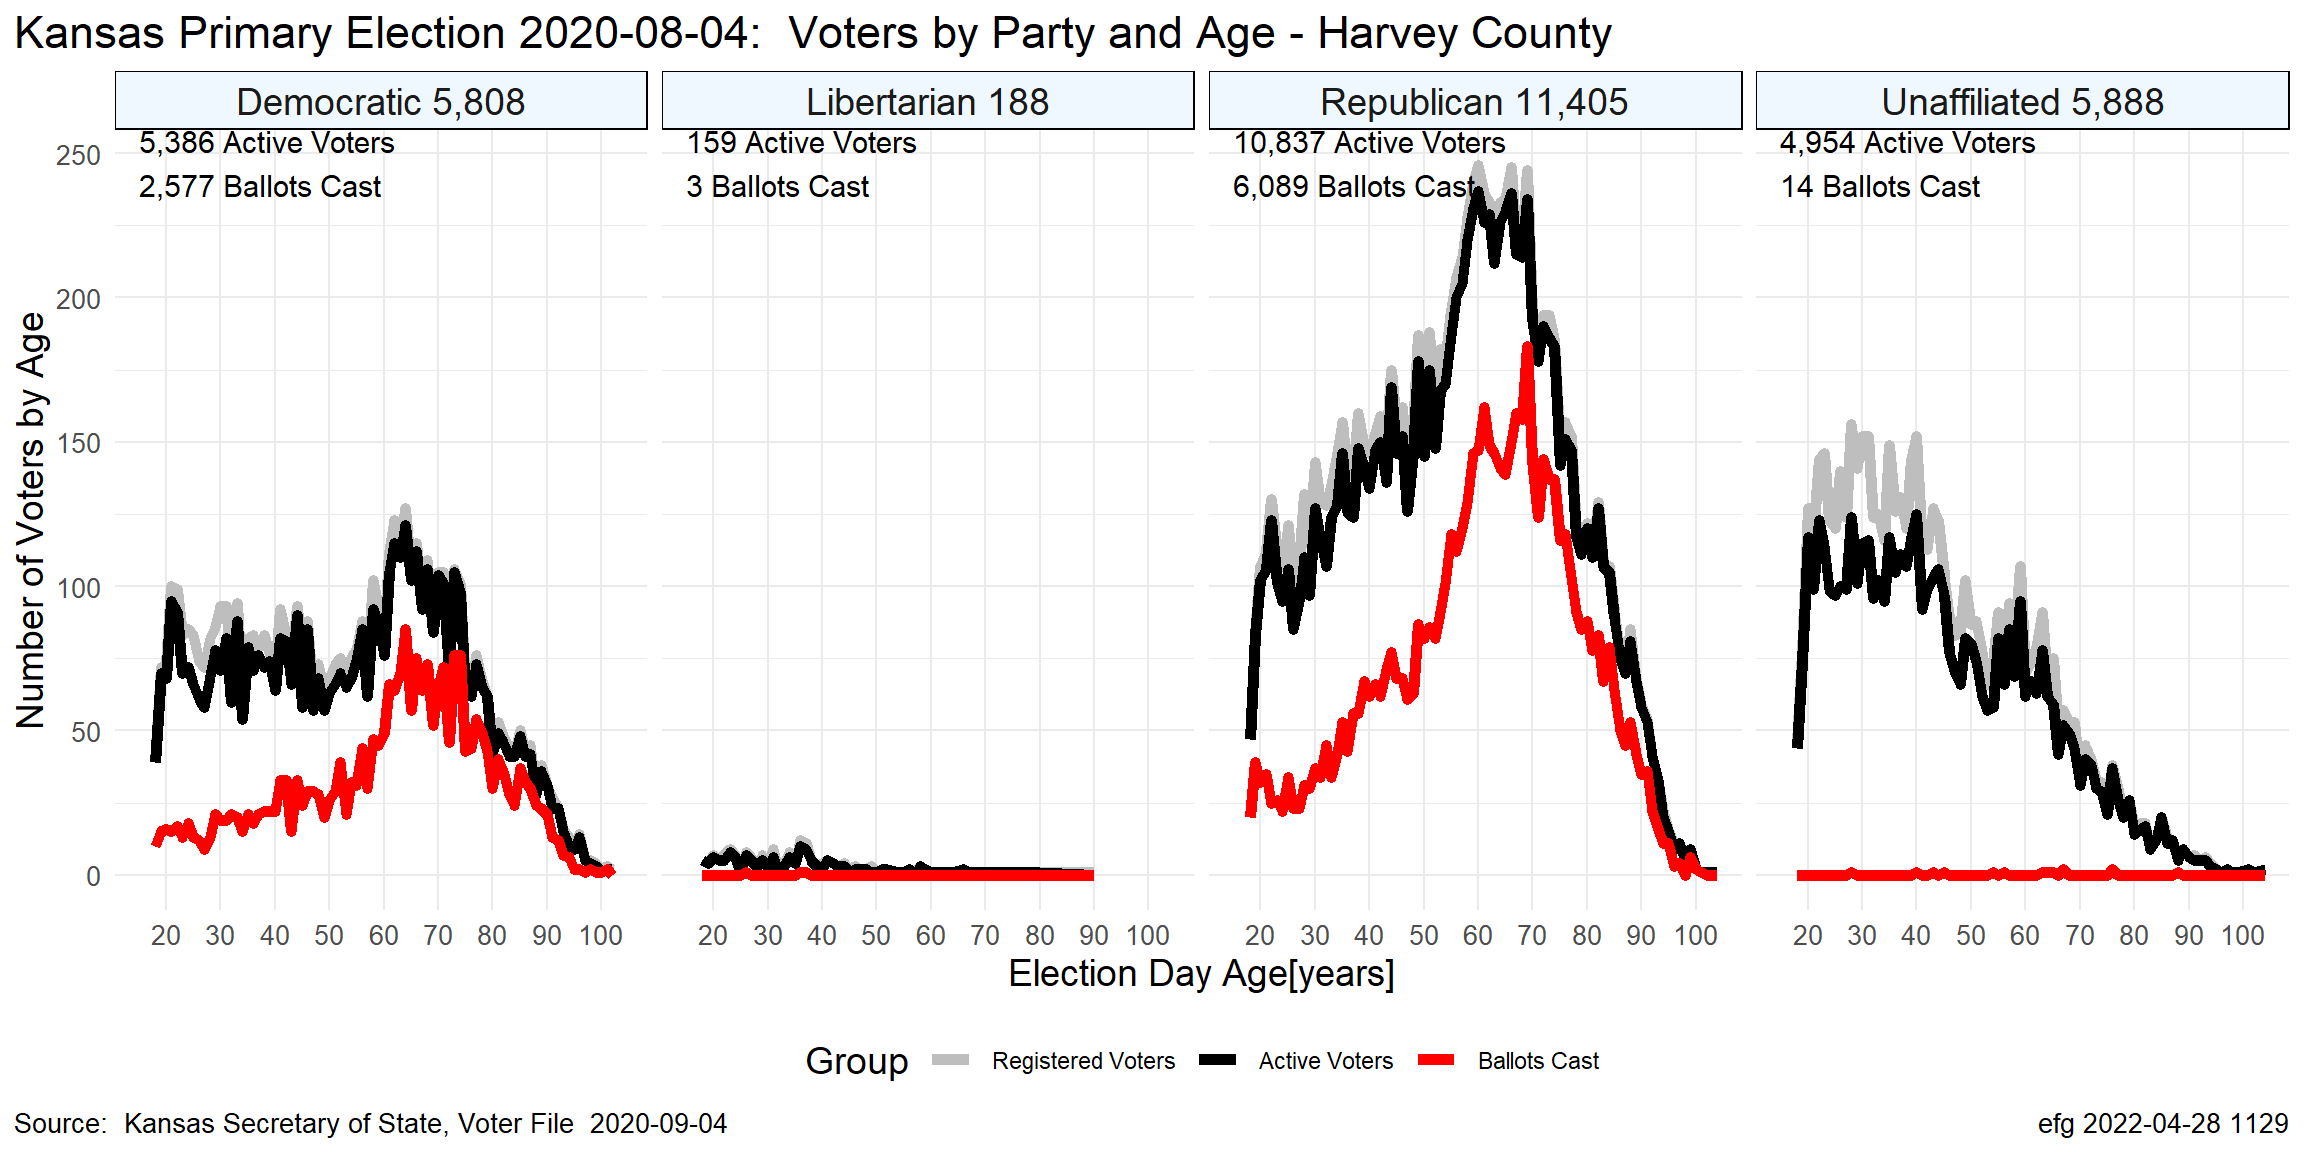 Kansas Primary Election 2020-08-04:  Voters by Party and Age - Harvey County
Democratic 5,808
Libertarian 188
Republican 11,405
Unaffiliated 5,888
5,386 Active Voters
2,577 Ballots Cast
159 Active Voters
3 Ballots Cast
10,837 Active Voters
6,089 Ballots Cast
4,954 Active Voters
14 Ballots Cast
Number of Voters by Age
250
200
150
100
50
0
20 30 40 50 60 70 80 90 100
20 30 40 50 60 70 80 90 100
20 30 40 50 60 70 80 90 100
20 30 40 50 60 70 80 90 100
Election Day Age[years]
Group Registered Voters Active Voters Ballots Cast
Source:  Kansas Secretary of State, Voter File  2020-09-04
efg 2022-04-28 1129